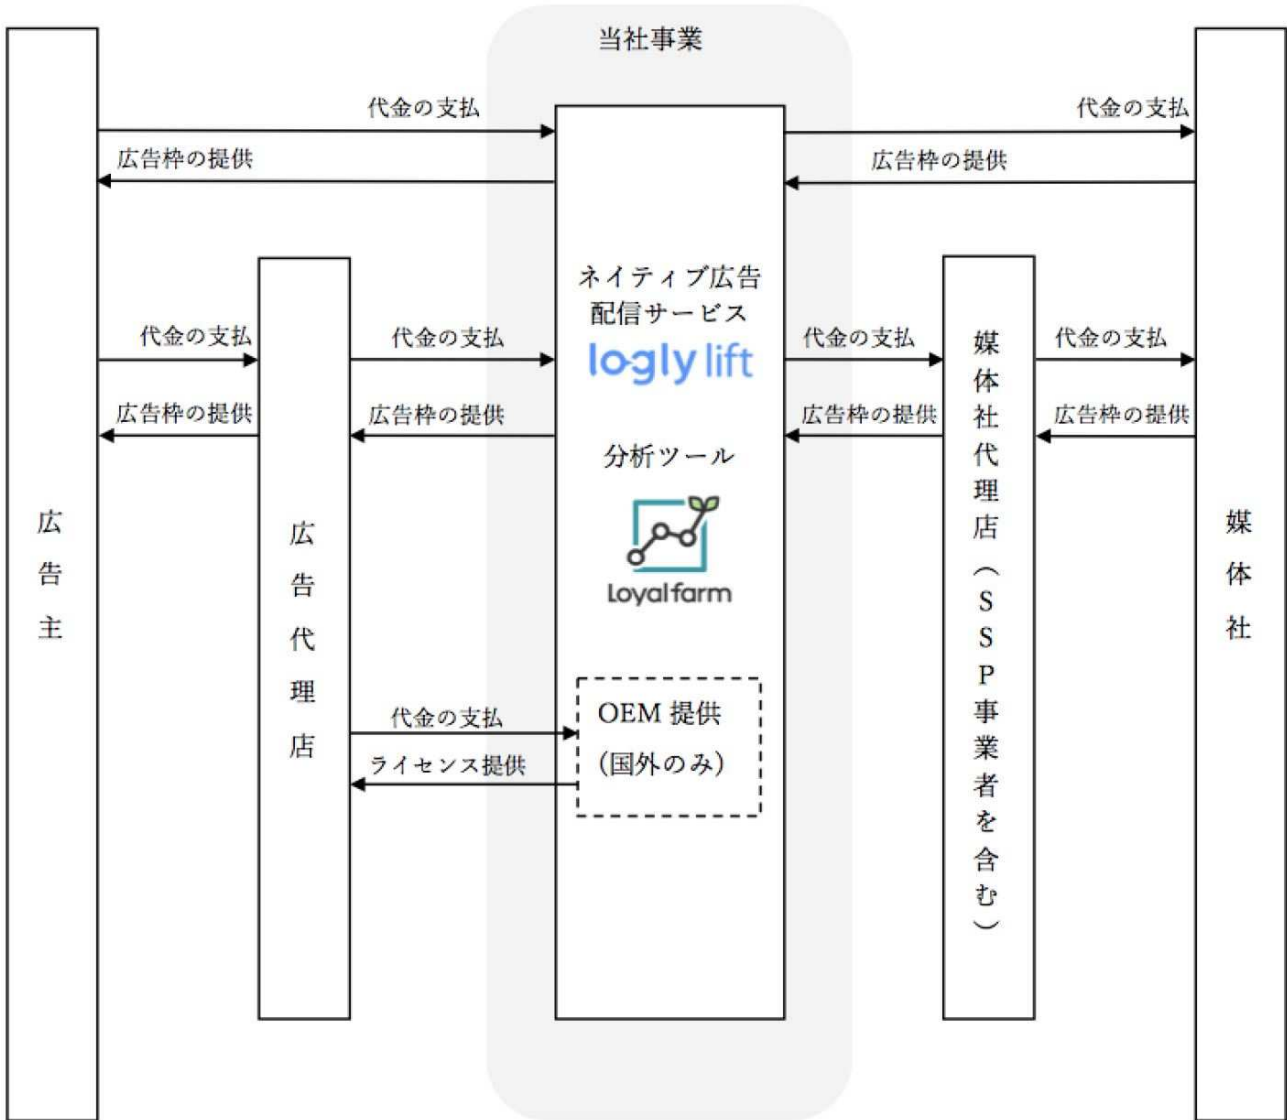 当社事業
代金の支払
代金の支払
広告枠の提供
広告枠の提供
ネイティブ広告
配信サービス
logly lift
代金の支払
代金の支払
代金の支払
代金の支払
広告枠の提供
広告枠の提供
広告枠の提供
広告枠の提供
分析ツール
Loyalfarm
広告主
広告代理店
媒体社代理店（SSP事業者を含む）
媒体社
OEM 提供
（国外のみ）
代金の支払
ライセンス提供